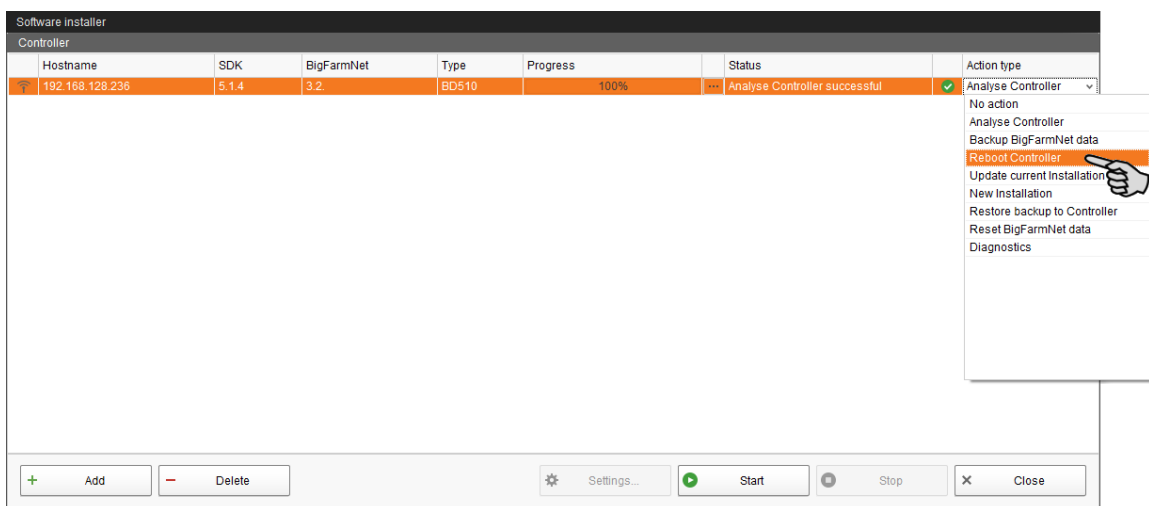 Software installer
Controller
Hostname SDK BigFarmNet Type Progress Status Action type
192.168.128.236 5.1.4 3.2. BD510 100% ... Analyse Controller successful Analyse Controller
No action
Analyse Controller
Backup BigFarmNet data
Reboot Controller
Update current Installation
New Installation
Restore backup to Controller
Reset BigFarmNet data
Diagnostics
Add Delete Settings... Start Stop Close